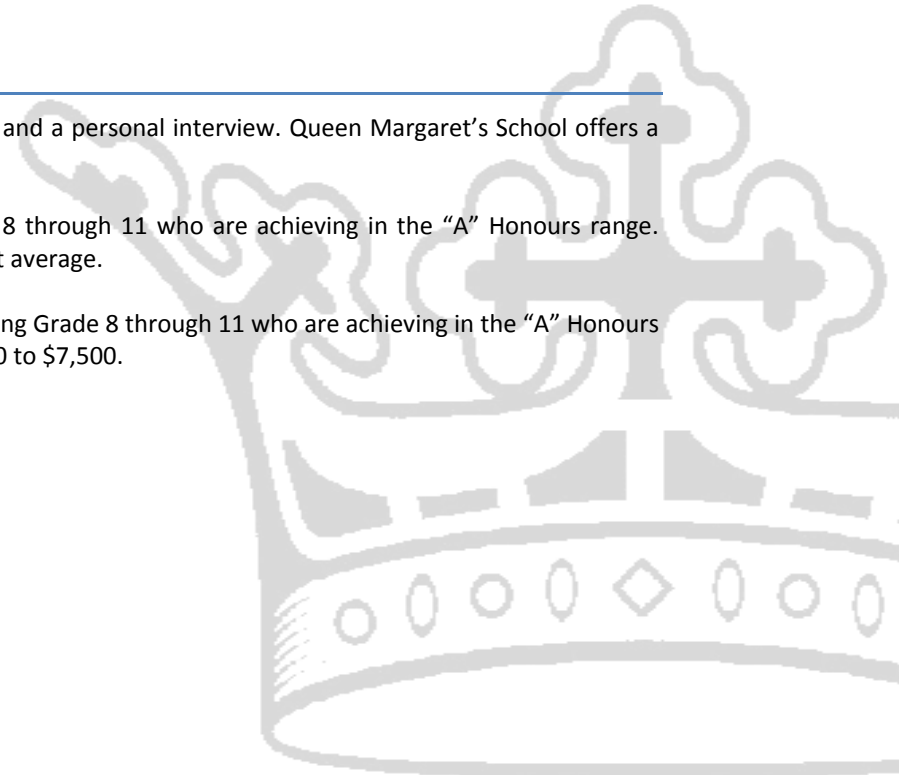 and a personal interview. Queen Margaret’s School offers a
8 through 11 who are achieving in the “A” Honours range.
t average.
ng Grade 8 through 11 who are achieving in the “A” Honours
0 to $7,500.